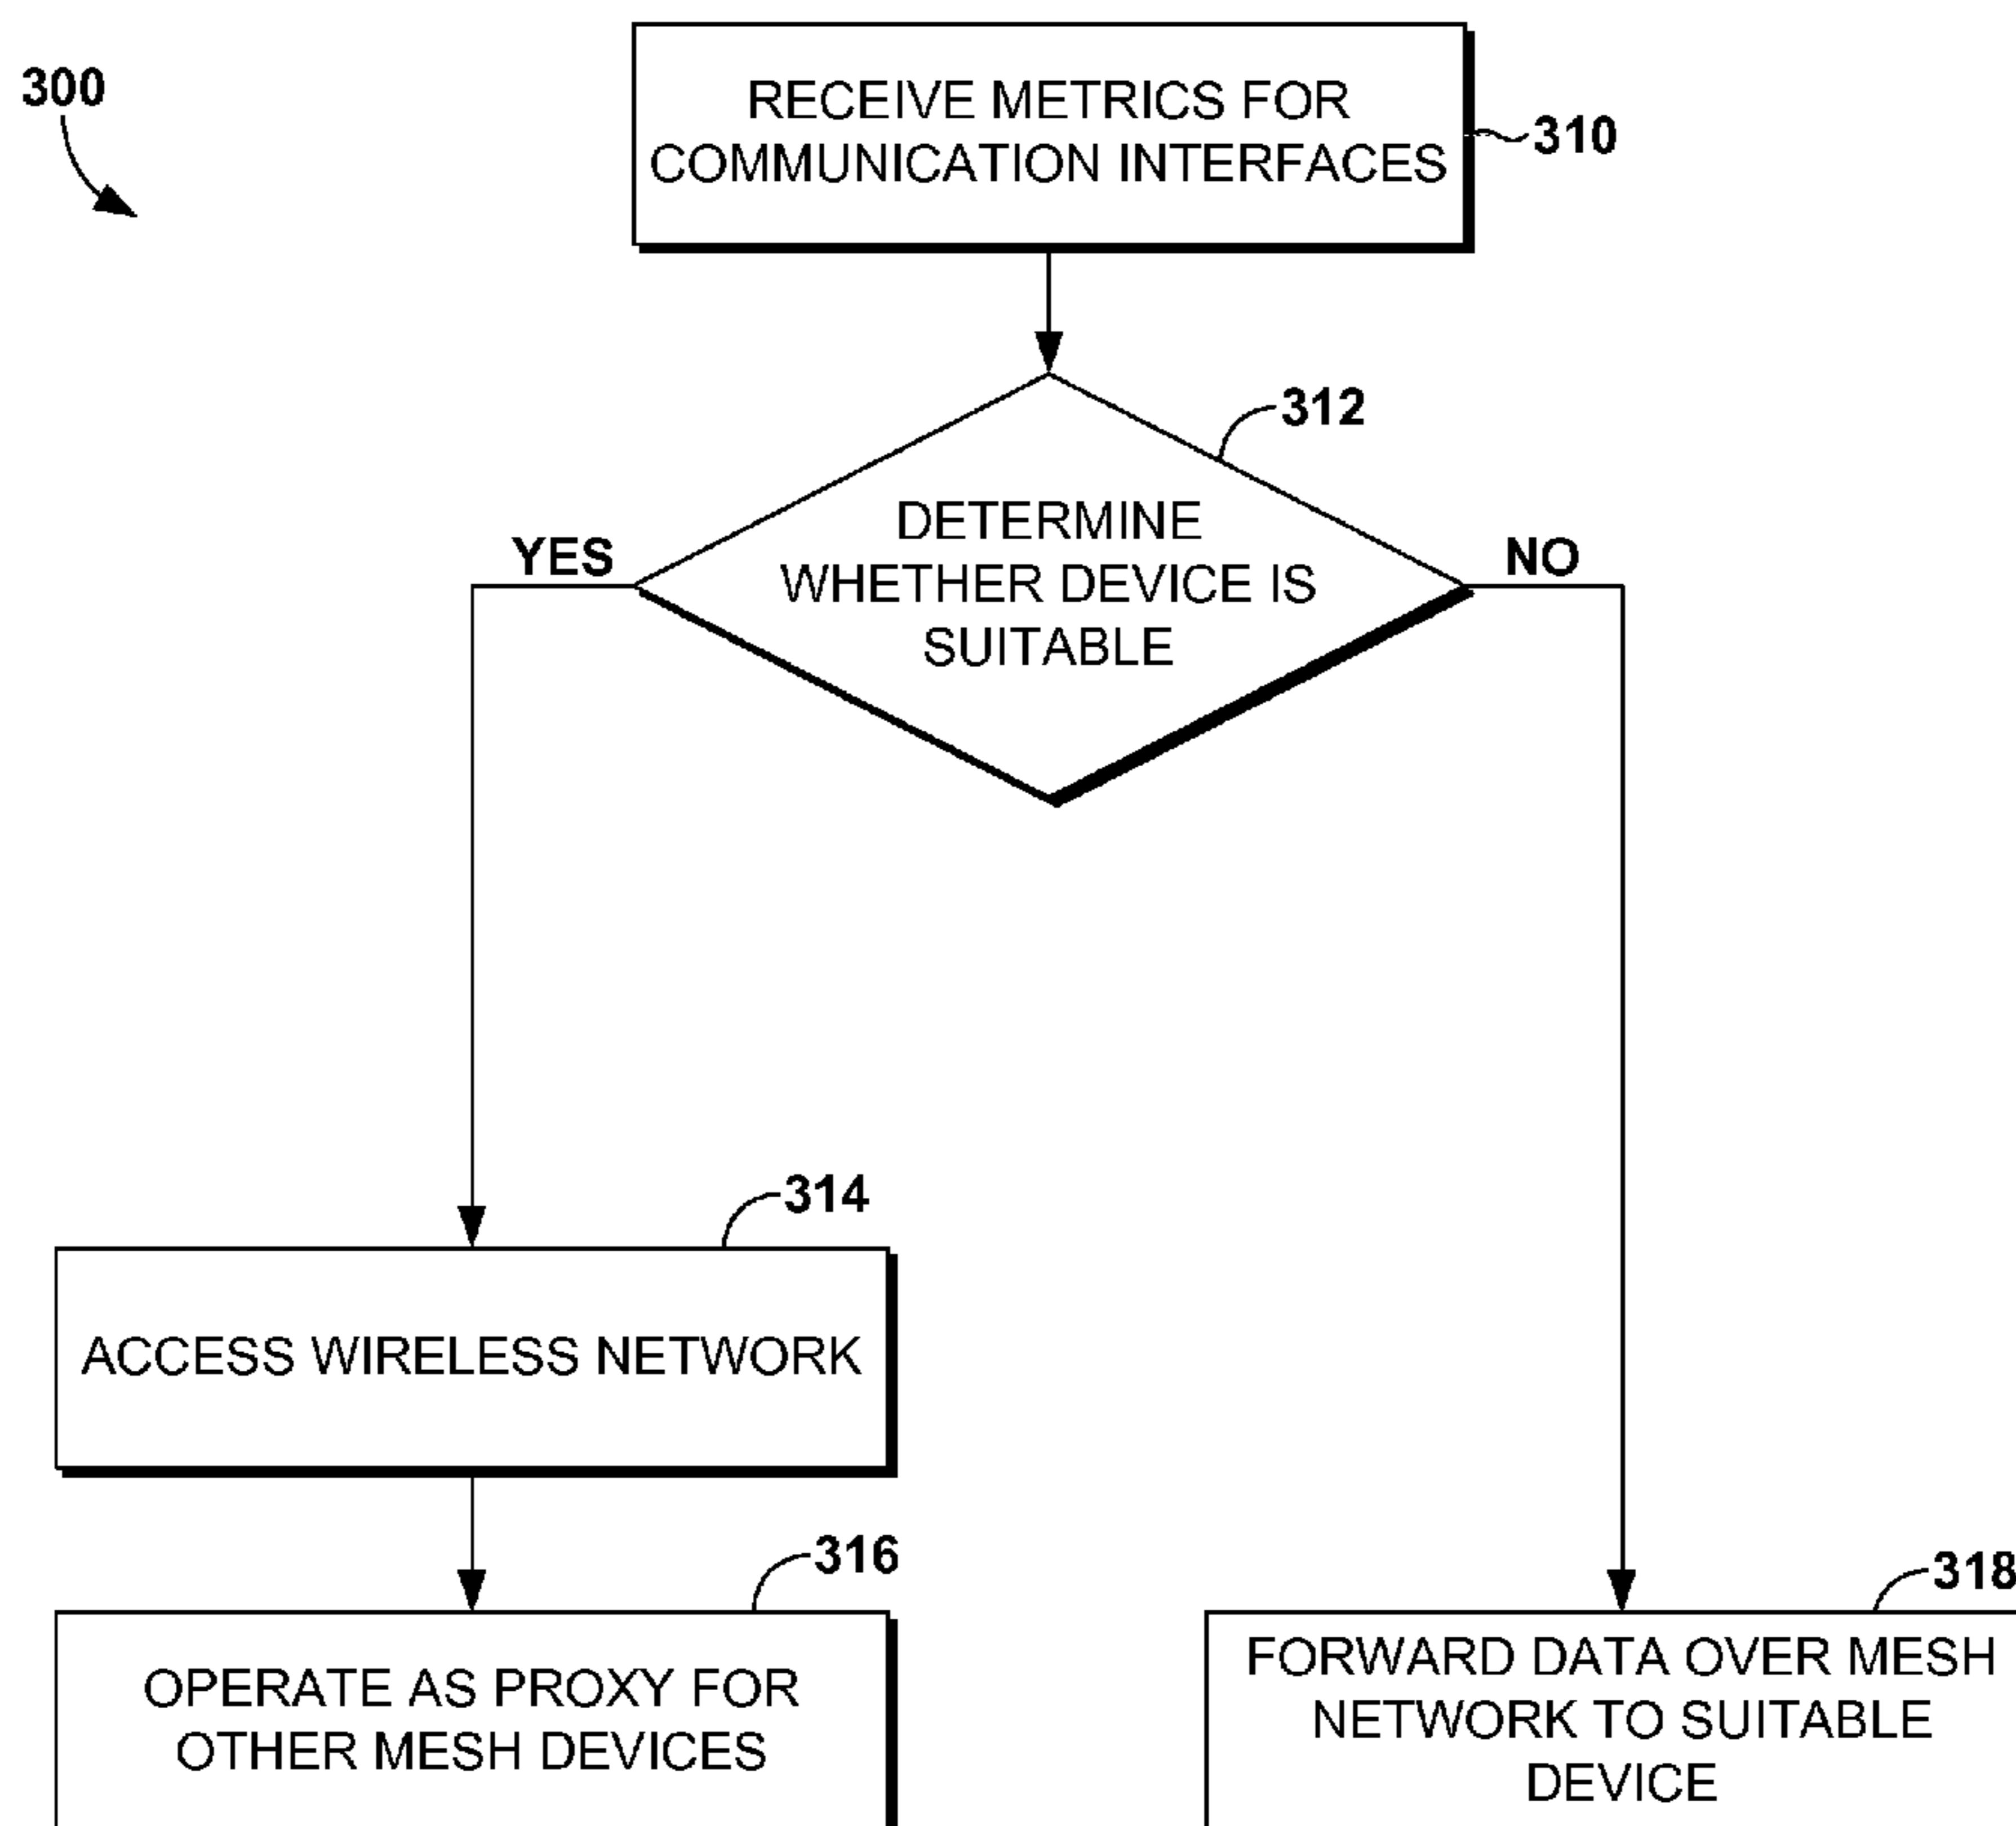 300
RECEIVE METRICS FOR
COMMUNICATION INTERFACES
310
312
DETERMINE
WHETHER DEVICE IS
SUITABLE
YES
NO
314
ACCESS WIRELESS NETWORK
316
OPERATE AS PROXY FOR
OTHER MESH DEVICES
318
FORWARD DATA OVER MESH
NETWORK TO SUITABLE
DEVICE